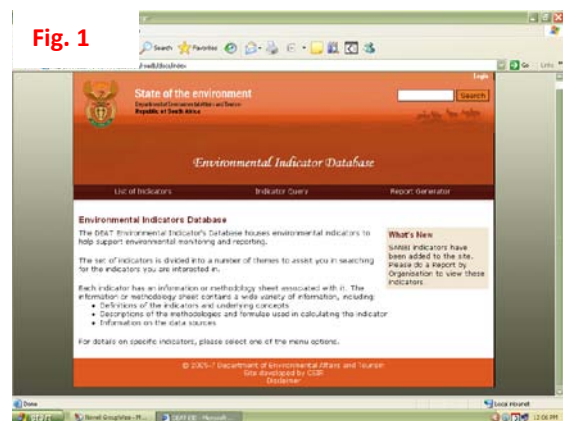 Fig. 1
Search Favorites
Go Links
Login
State of the environment
Department of Environmental Affairs and Tourism
Republic of South Africa
Search
Environmental Indicator Database
List of Indicators Indicator Query Report Generator
Environmental Indicators Database
The DEAT Environmental Indicator's Database houses environmental indicators to
help support environmental monitoring and reporting.
The set of indicators is divided into a number of themes to assist you in searching
for the indicators you are interested in.
Each indicator has an information or methodology sheet associated with it. The
information or methodology sheet contains a wide variety of information, including:
• Definitions of the indicators and underlying concepts
• Descriptions of the methodologies and formulae used in calculating the indicator
• Information on the data sources
For details on specific indicators, please select one of the menu options.
What's New
SANBI indicators have
been added to the site.
Please do a Report by
Organisation to view these
indicators
© 2005-7 Department of Environmental Affairs and Tourism
Site developed by CSIR
Disclaimer
Done Local intranet
start Novell GroupWise - M... 12:06 PM